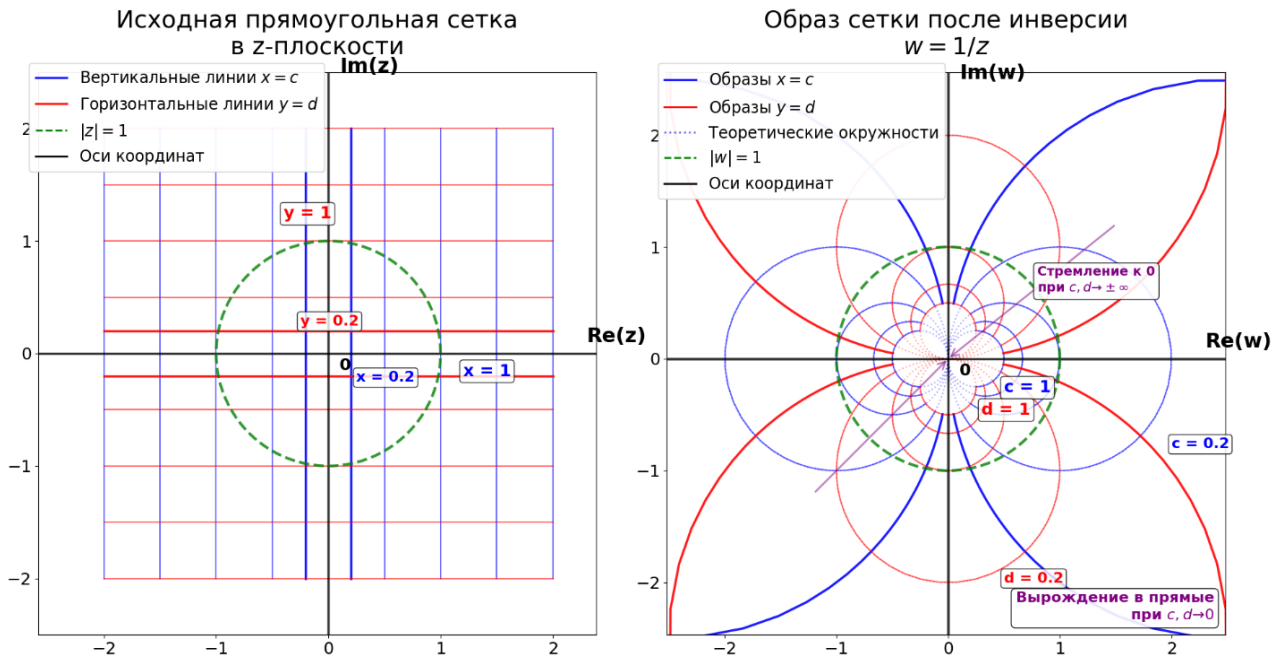 Исходная прямоугольная сетка
в z-плоскости
Im(z)
Вертикальные линии x = c
Горизонтальные линии y = d
|z| = 1
Оси координат
2
1
0
−1
−2
y = 1
y = 0.2
0
x = 0.2
x = 1
Re(z)
−2
−1
0
1
2
Образ сетки после инверсии
w = 1/z
Im(w)
Образы x = c
Образы y = d
Теоретические окружности
|w| = 1
Оси координат
2
1
0
−1
−2
Стремление к 0
при c, d→ ± ∞
Re(w)
0
c = 1
d = 1
c = 0.2
d = 0.2
Вырождение в прямые
при c, d→0
−2
−1
0
1
2